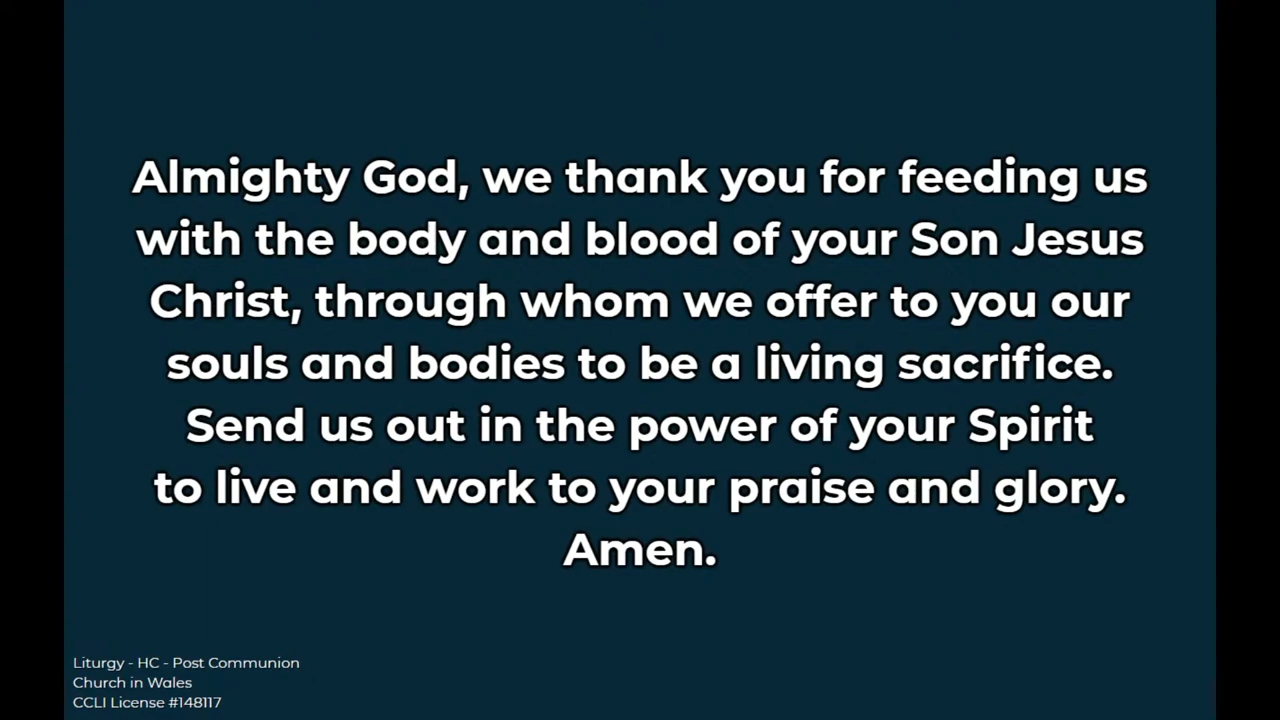 Almighty God, we thank you for feeding us
with the body and blood of your Son Jesus
Christ, through whom we offer to you our
souls and bodies to be a living sacrifice.
Send us out in the power of your Spirit
to live and work to your praise and glory.
Amen.
Liturgy - HC - Post Communion
Church in Wales
CCLI License #148117